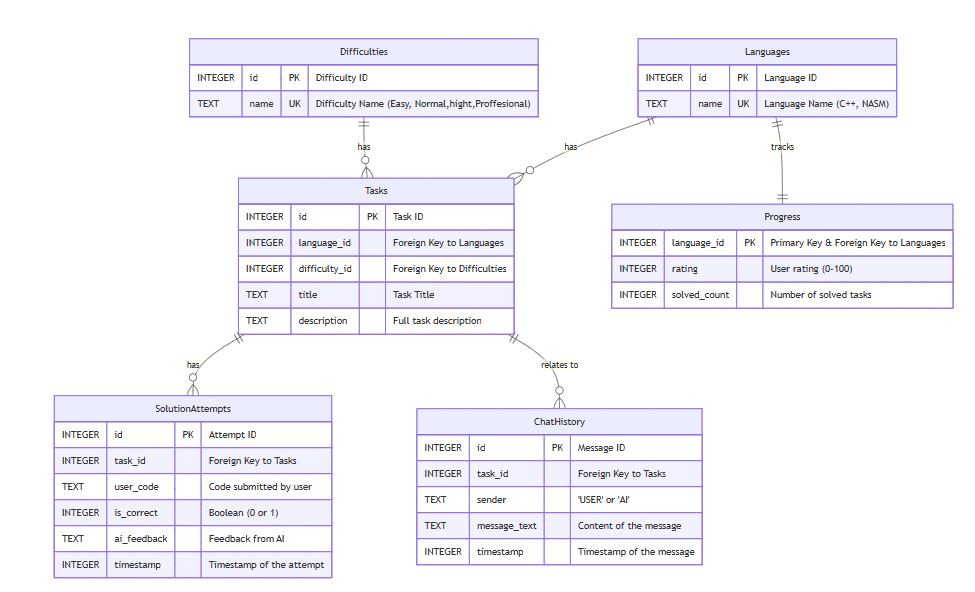 Difficulties
INTEGER id PK Difficulty ID
TEXT name UK Difficulty Name (Easy, Normal,hight,Proffesional)
Languages
INTEGER id PK Language ID
TEXT name UK Language Name (C++, NASM)
has
has
tracks
Tasks
INTEGER id PK Task ID
INTEGER language_id Foreign Key to Languages
INTEGER difficulty_id Foreign Key to Difficulties
TEXT title Task Title
TEXT description Full task description
Progress
INTEGER language_id PK Primary Key & Foreign Key to Languages
INTEGER rating User rating (0-100)
INTEGER solved_count Number of solved tasks
has
relates to
SolutionAttempts
INTEGER id PK Attempt ID
INTEGER task_id Foreign Key to Tasks
TEXT user_code Code submitted by user
INTEGER is_correct Boolean (0 or 1)
TEXT ai_feedback Feedback from AI
INTEGER timestamp Timestamp of the attempt
ChatHistory
INTEGER id PK Message ID
INTEGER task_id Foreign Key to Tasks
TEXT sender 'USER' or 'AI'
TEXT message_text Content of the message
INTEGER timestamp Timestamp of the message